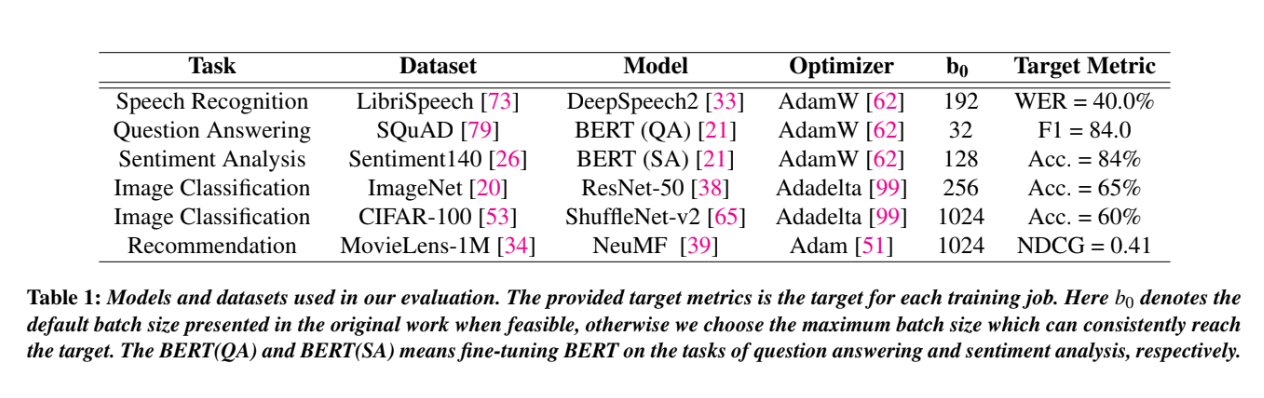 Task Dataset Model Optimizer b₀ Target Metric
Speech Recognition LibriSpeech [73] DeepSpeech2 [33] AdamW [62] 192 WER = 40.0%
Question Answering SQuAD [79] BERT (QA) [21] AdamW [62] 32 F1 = 84.0
Sentiment Analysis Sentiment140 [26] BERT (SA) [21] AdamW [62] 128 Acc. = 84%
Image Classification ImageNet [20] ResNet-50 [38] Adadelta [99] 256 Acc. = 65%
Image Classification CIFAR-100 [53] ShuffleNet-v2 [65] Adadelta [99] 1024 Acc. = 60%
Recommendation MovieLens-1M [34] NeuMF [39] Adam [51] 1024 NDCG = 0.41
Table 1: Models and datasets used in our evaluation. The provided target metrics is the target for each training job. Here b₀ denotes the
default batch size presented in the original work when feasible, otherwise we choose the maximum batch size which can consistently reach
the target. The BERT(QA) and BERT(SA) means fine-tuning BERT on the tasks of question answering and sentiment analysis, respectively.